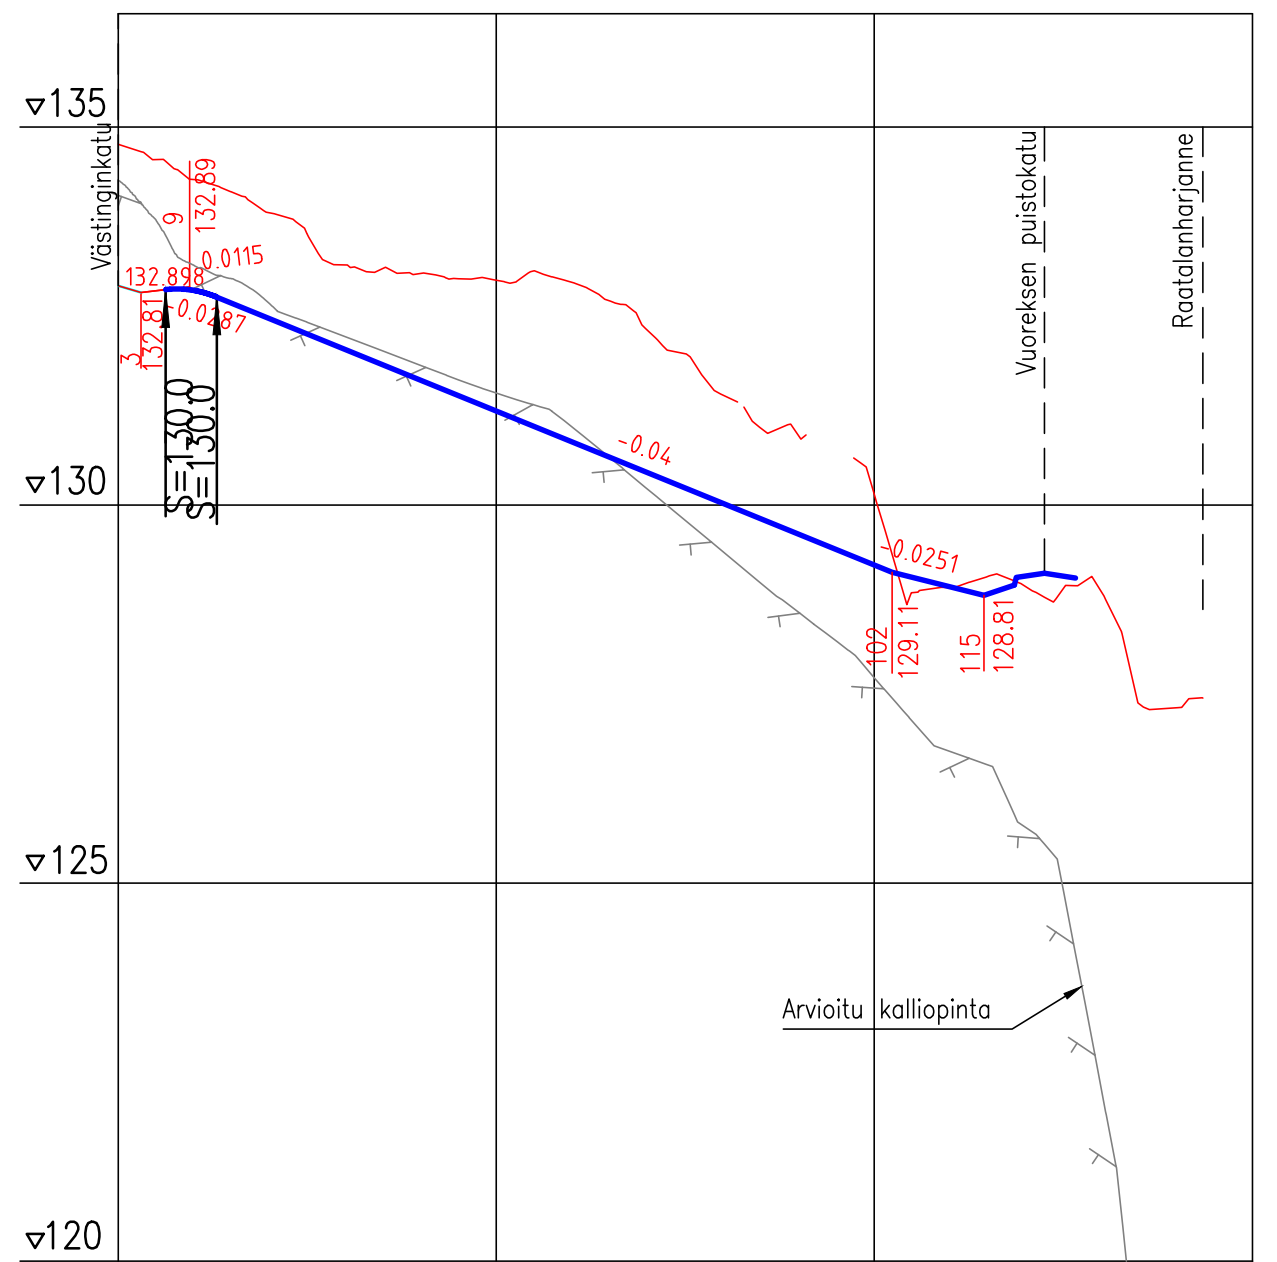 135
Västinginkatu
9
132.89
0.0115
132.898
-0.0287
3
132.81
S=130.0
S=130.0
Vuoreksen puistokatu
Raatalanharjanne
130
-0.04
-0.0251
102
129.11
115
128.81
125
Arvioitu kalliopinta
120